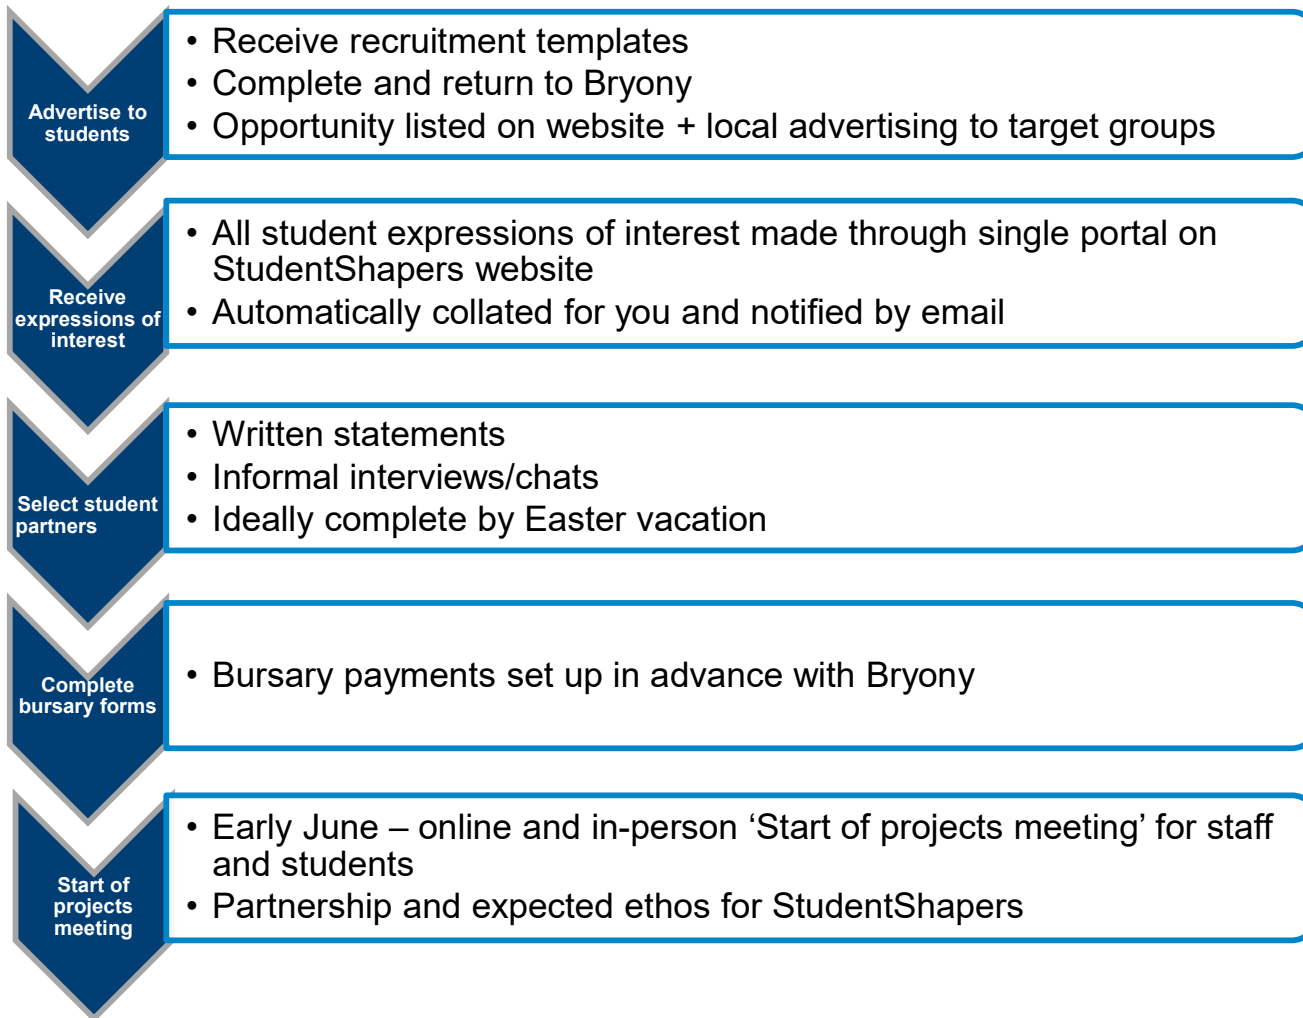 Advertise to
students
• Receive recruitment templates
• Complete and return to Bryony
• Opportunity listed on website + local advertising to target groups
Receive
expressions of
interest
• All student expressions of interest made through single portal on
StudentShapers website
• Automatically collated for you and notified by email
Select student
partners
• Written statements
• Informal interviews/chats
• Ideally complete by Easter vacation
Complete
bursary forms
• Bursary payments set up in advance with Bryony
Start of
projects
meeting
• Early June – online and in-person ‘Start of projects meeting’ for staff
and students
• Partnership and expected ethos for StudentShapers